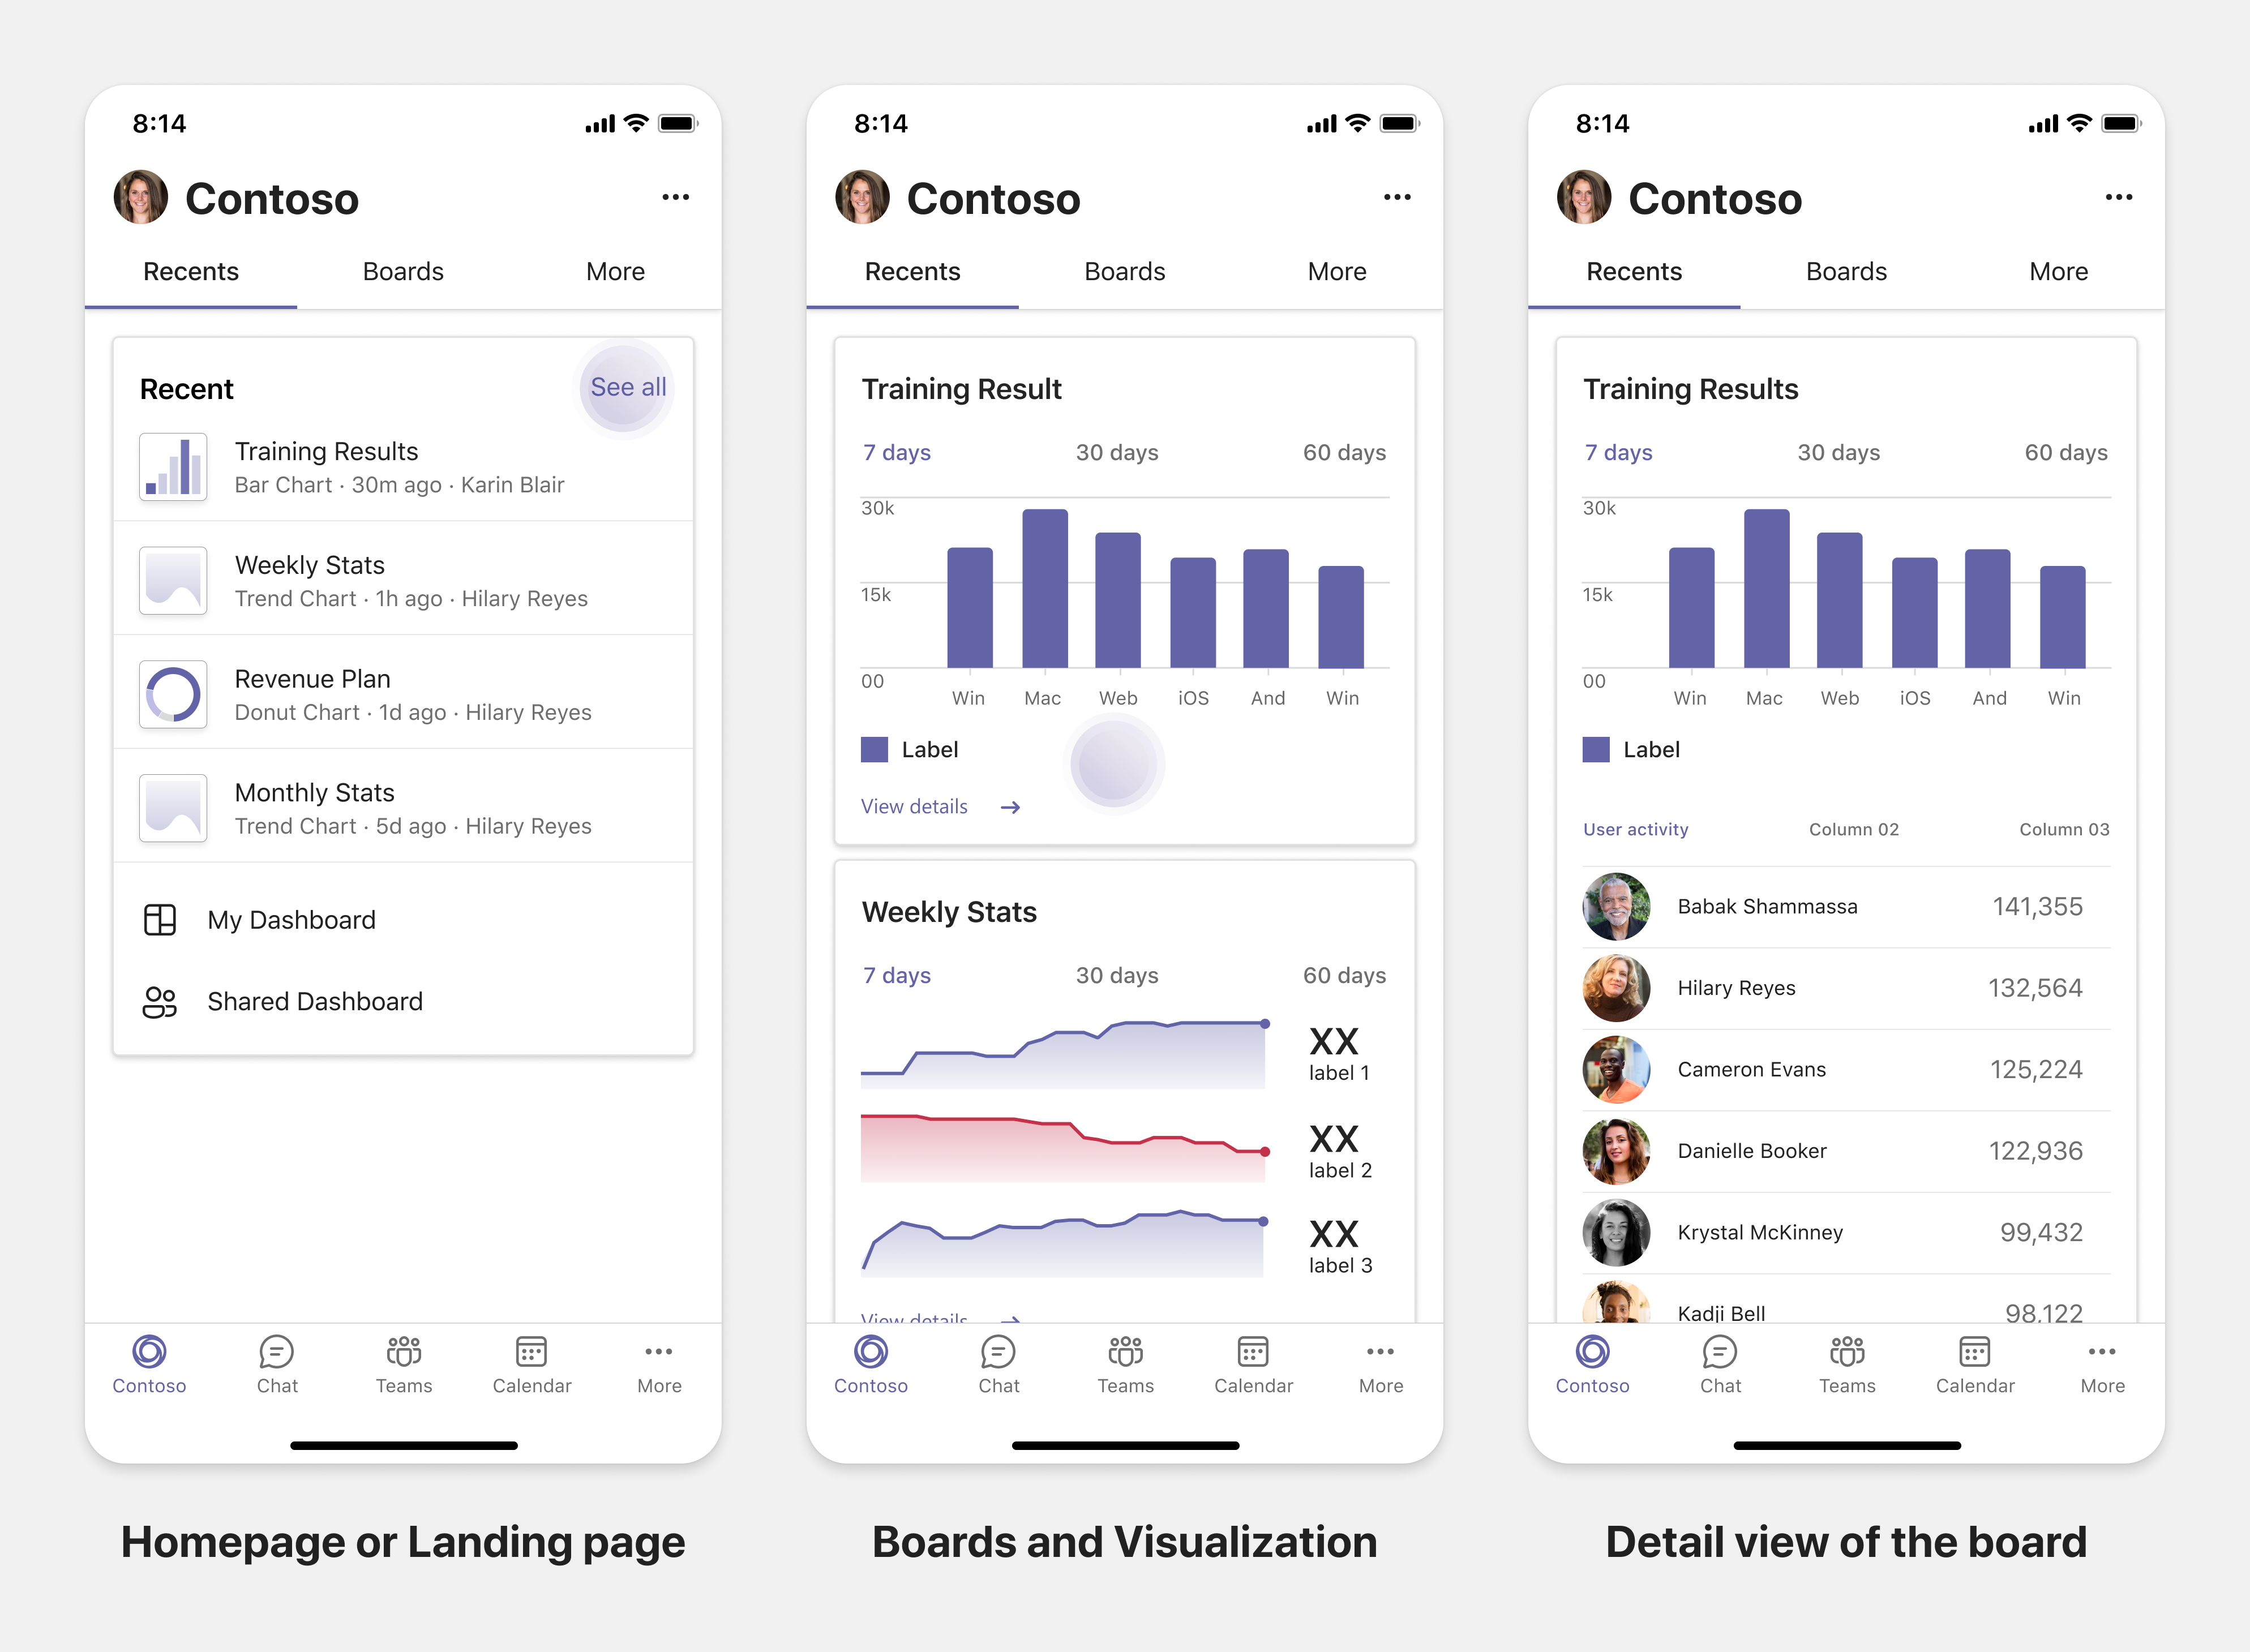 8:14
Contoso
Recents Boards More
Recent See all
Training Results
Bar Chart · 30m ago · Karin Blair
Weekly Stats
Trend Chart · 1h ago · Hilary Reyes
Revenue Plan
Donut Chart · 1d ago · Hilary Reyes
Monthly Stats
Trend Chart · 5d ago · Hilary Reyes
My Dashboard
Shared Dashboard
Contoso Chat Teams Calendar More
Homepage or Landing page
8:14
Contoso
Recents Boards More
Training Result
7 days 30 days 60 days
30k
15k
00
Win Mac Web iOS And Win
Label
View details
Weekly Stats
7 days 30 days 60 days
XX
label 1
XX
label 2
XX
label 3
View details
Contoso Chat Teams Calendar More
Boards and Visualization
8:14
Contoso
Recents Boards More
Training Results
7 days 30 days 60 days
30k
15k
00
Win Mac Web iOS And Win
Label
User activity Column 02 Column 03
Babak Shammassa 141,355
Hilary Reyes 132,564
Cameron Evans 125,224
Danielle Booker 122,936
Krystal McKinney 99,432
Kadji Bell 98,122
Contoso Chat Teams Calendar More
Detail view of the board